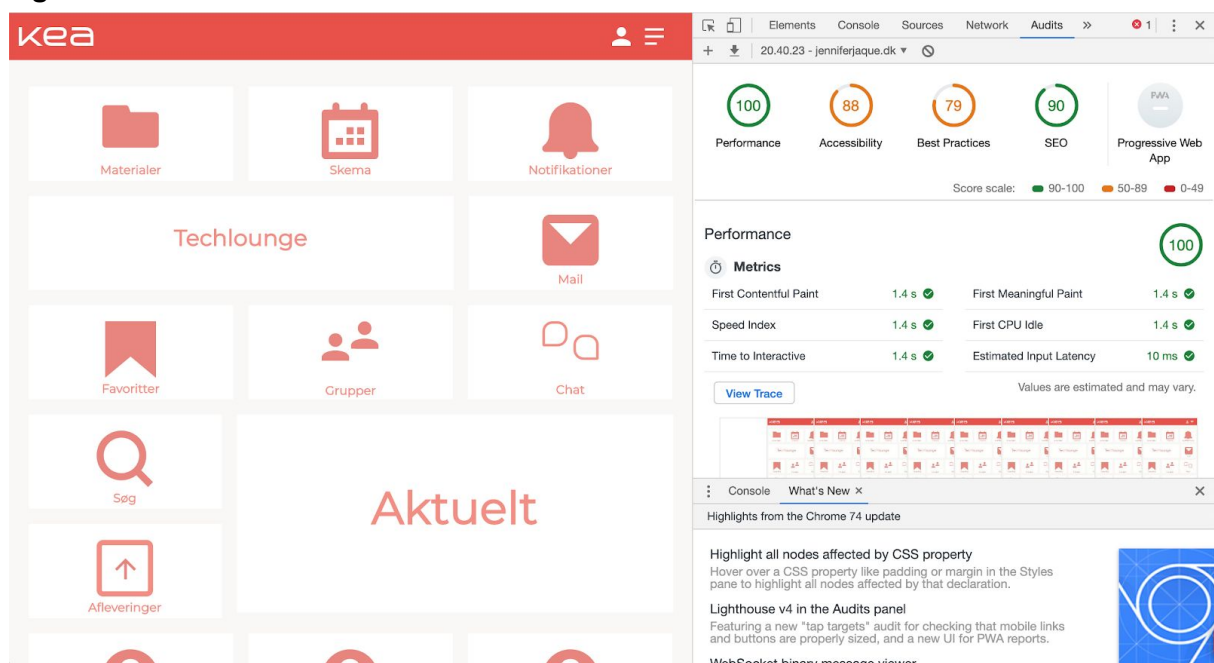 kea
Materialer
Skema
Notifikationer
Techlounge
Mail
Favoritter
Grupper
Chat
Søg
Aktuelt
Afleveringer
Elements Console Sources Network Audits » 1
20.40.23 - jenniferjaque.dk ▾
100 88 79 90 PWA
Performance Accessibility Best Practices SEO Progressive Web
App
Score scale: 90-100 50-89 0-49
Performance
100
Metrics
First Contentful Paint 1.4 s First Meaningful Paint 1.4 s
Speed Index 1.4 s First CPU Idle 1.4 s
Time to Interactive 1.4 s Estimated Input Latency 10 ms
View Trace Values are estimated and may vary.
Console What's New ×
Highlights from the Chrome 74 update
Highlight all nodes affected by CSS property
Hover over a CSS property like padding or margin in the Styles
pane to highlight all nodes affected by that declaration.
Lighthouse v4 in the Audits panel
Featuring a new "tap targets" audit for checking that mobile links
and buttons are properly sized, and a new UI for PWA reports.
WebSocket binary message viewer